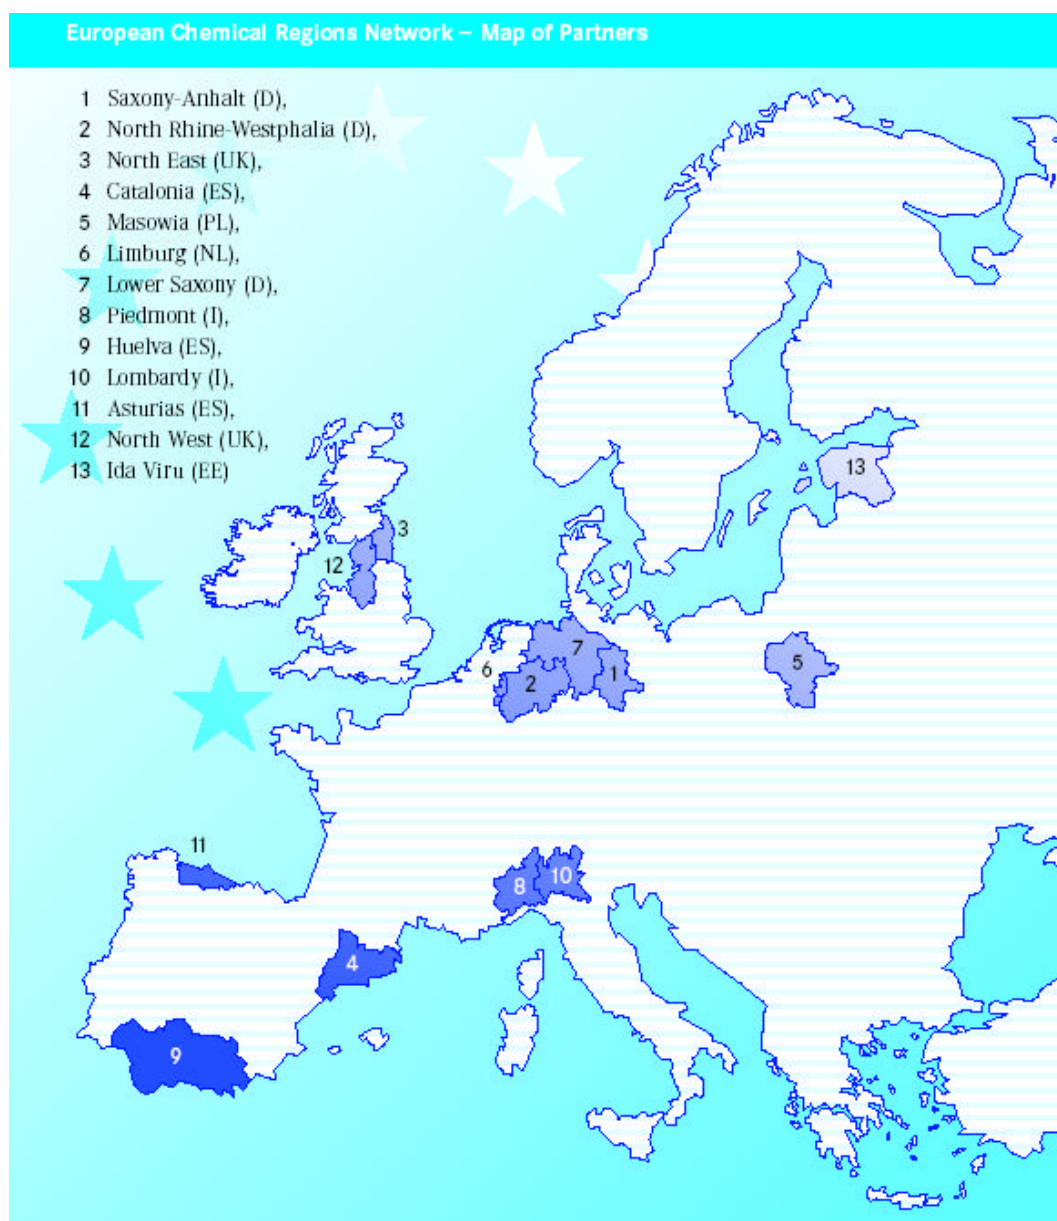 European Chemical Regions Network – Map of Partners
1 Saxony-Anhalt (D),
2 North Rhine-Westphalia (D),
3 North East (UK),
4 Catalonia (ES),
5 Masowia (PL),
6 Limburg (NL),
7 Lower Saxony (D),
8 Piedmont (I),
9 Huelva (ES),
10 Lombardy (I),
11 Asturias (ES),
12 North West (UK),
13 Ida Viru (EE)
13
3
12
7
6
2
1
5
11
8
10
4
9